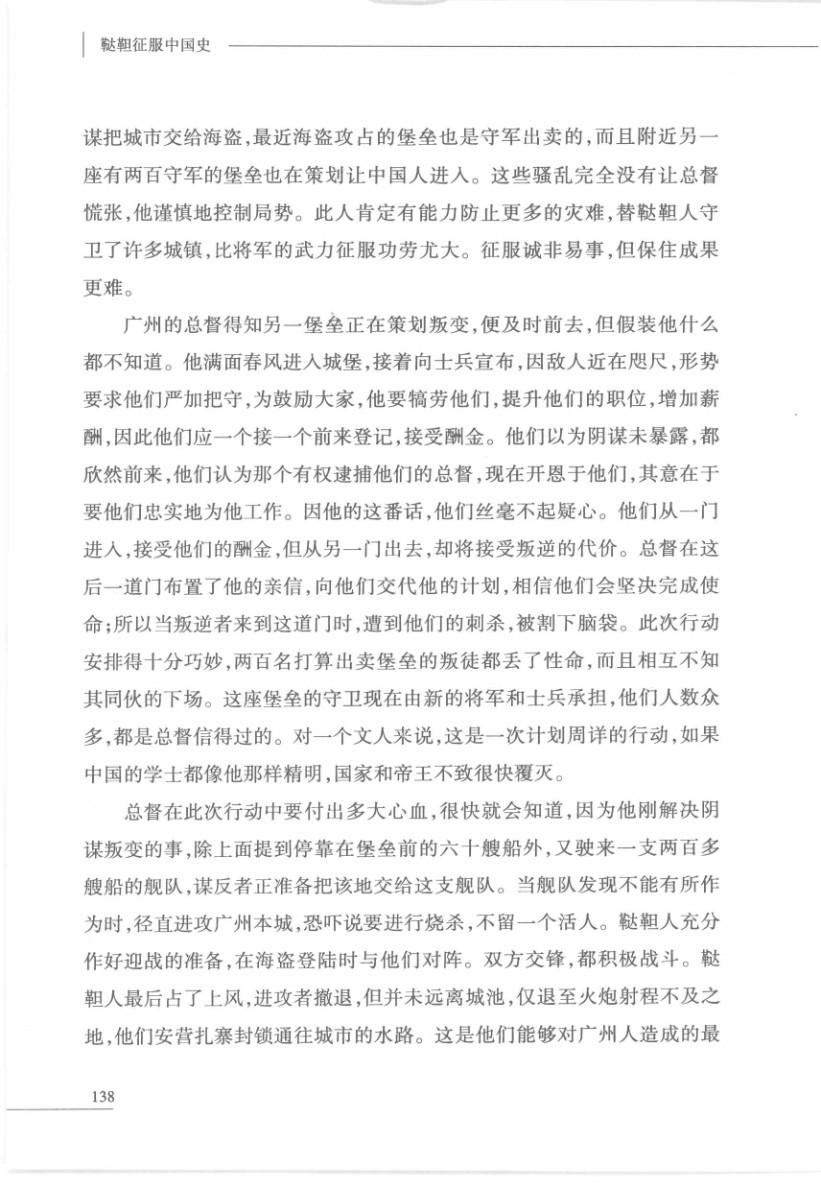 鞑靼征服中国史
谋把城市交给海盗,最近海盗攻占的堡垒也是守军出卖的,而且附近另一
座有两百守军的堡垒也在策划让中国人进入。这些骚乱完全没有让总督
慌张,他谨慎地控制局势。此人肯定有能力防止更多的灾难,替鞑靼人守
卫了许多城镇,比将军的武力征服功劳尤大。征服诚非易事,但保住成果
更难。
广州的总督得知另一堡垒正在策划叛变,便及时前去,但假装他什么
都不知道。他满面春风进入城堡,接着向士兵宣布,因敌人近在咫尺,形势
要求他们严加把守,为鼓励大家,他要犒劳他们,提升他们的职位,增加薪
酬,因此他们应一个接一个前来登记,接受酬金。他们以为阴谋未暴露,都
欣然前来,他们认为那个有权逮捕他们的总督,现在开恩于他们,其意在于
要他们忠实地为他工作。因他的这番话,他们丝毫不起疑心。他们从一门
进入,接受他们的酬金,但从另一门出去,却将接受叛逆的代价。总督在这
后一道门布置了他的亲信,向他们交代他的计划,相信他们会坚决完成使
命;所以当叛逆者来到这道门时,遭到他们的刺杀,被割下脑袋。此次行动
安排得十分巧妙,两百名打算出卖堡垒的叛徒都丢了性命,而且相互不知
其同伙的下场。这座堡垒的守卫现在由新的将军和士兵承担,他们人数众
多,都是总督信得过的。对一个文人来说,这是一次计划周详的行动,如果
中国的学士都像他那样精明,国家和帝王不致很快覆灭。
总督在此次行动中要付出多大心血,很快就会知道,因为他刚解决阴
谋叛变的事,除上面提到停靠在堡垒前的六十艘船外,又驶来一支两百多
艘船的舰队,谋反者正准备把该地交给这支舰队。当舰队发现不能有所作
为时,径直进攻广州本城,恐吓说要进行烧杀,不留一个活人。鞑靼人充分
作好迎战的准备,在海盗登陆时与他们对阵。双方交锋,都积极战斗。鞑
靼人最后占了上风,进攻者撤退,但并未远离城池,仅退至火炮射程不及之
地,他们安营扎寨封锁通往城市的水路。这是他们能够对广州人造成的最
138